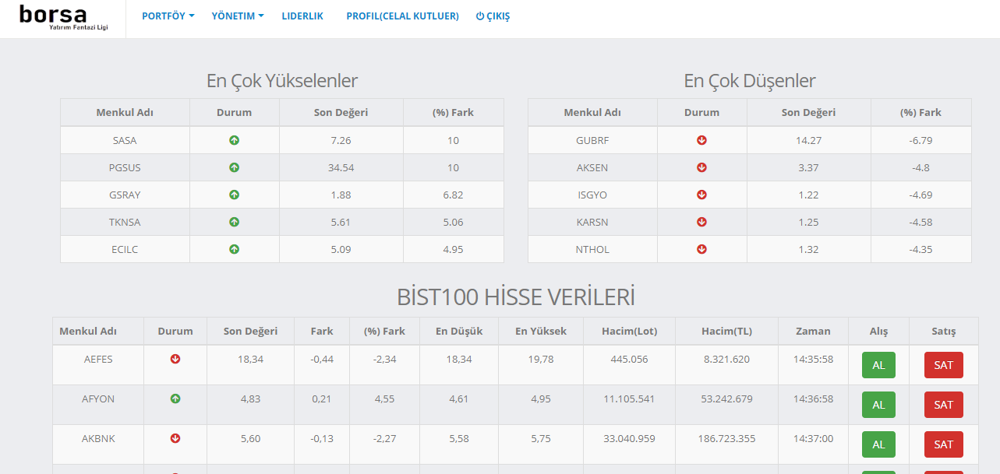 borsa
Yatırım Fantazi Ligi
PORTFÖY YÖNETIM LIDERLIK PROFIL(CELAL KUTLUER) ÇIKIŞ
En Çok Yükselenler
Menkul Adı Durum Son Değeri (%) Fark
SASA 7.26 10
PGSUS 34.54 10
GSRAY 1.88 6.82
TKNSA 5.61 5.06
ECILC 5.09 4.95
En Çok Düşenler
Menkul Adı Durum Son Değeri (%) Fark
GUBRF 14.27 -6.79
AKSEN 3.37 -4.8
ISGYO 1.22 -4.69
KARSN 1.25 -4.58
NTHOL 1.32 -4.35
BİST100 HİSSE VERİLERİ
Menkul Adı Durum Son Değeri Fark (%) Fark En Düşük En Yüksek Hacim(Lot) Hacim(TL) Zaman Alış Satış
AEFES 18,34 -0,44 -2,34 18,34 19,78 445.056 8.321.620 14:35:58 AL SAT
AFYON 4,83 0,21 4,55 4,61 4,95 11.105.541 53.242.679 14:36:58 AL SAT
AKBNK 5,60 -0,13 -2,27 5,58 5,75 33.040.959 186.723.355 14:37:00 AL SAT